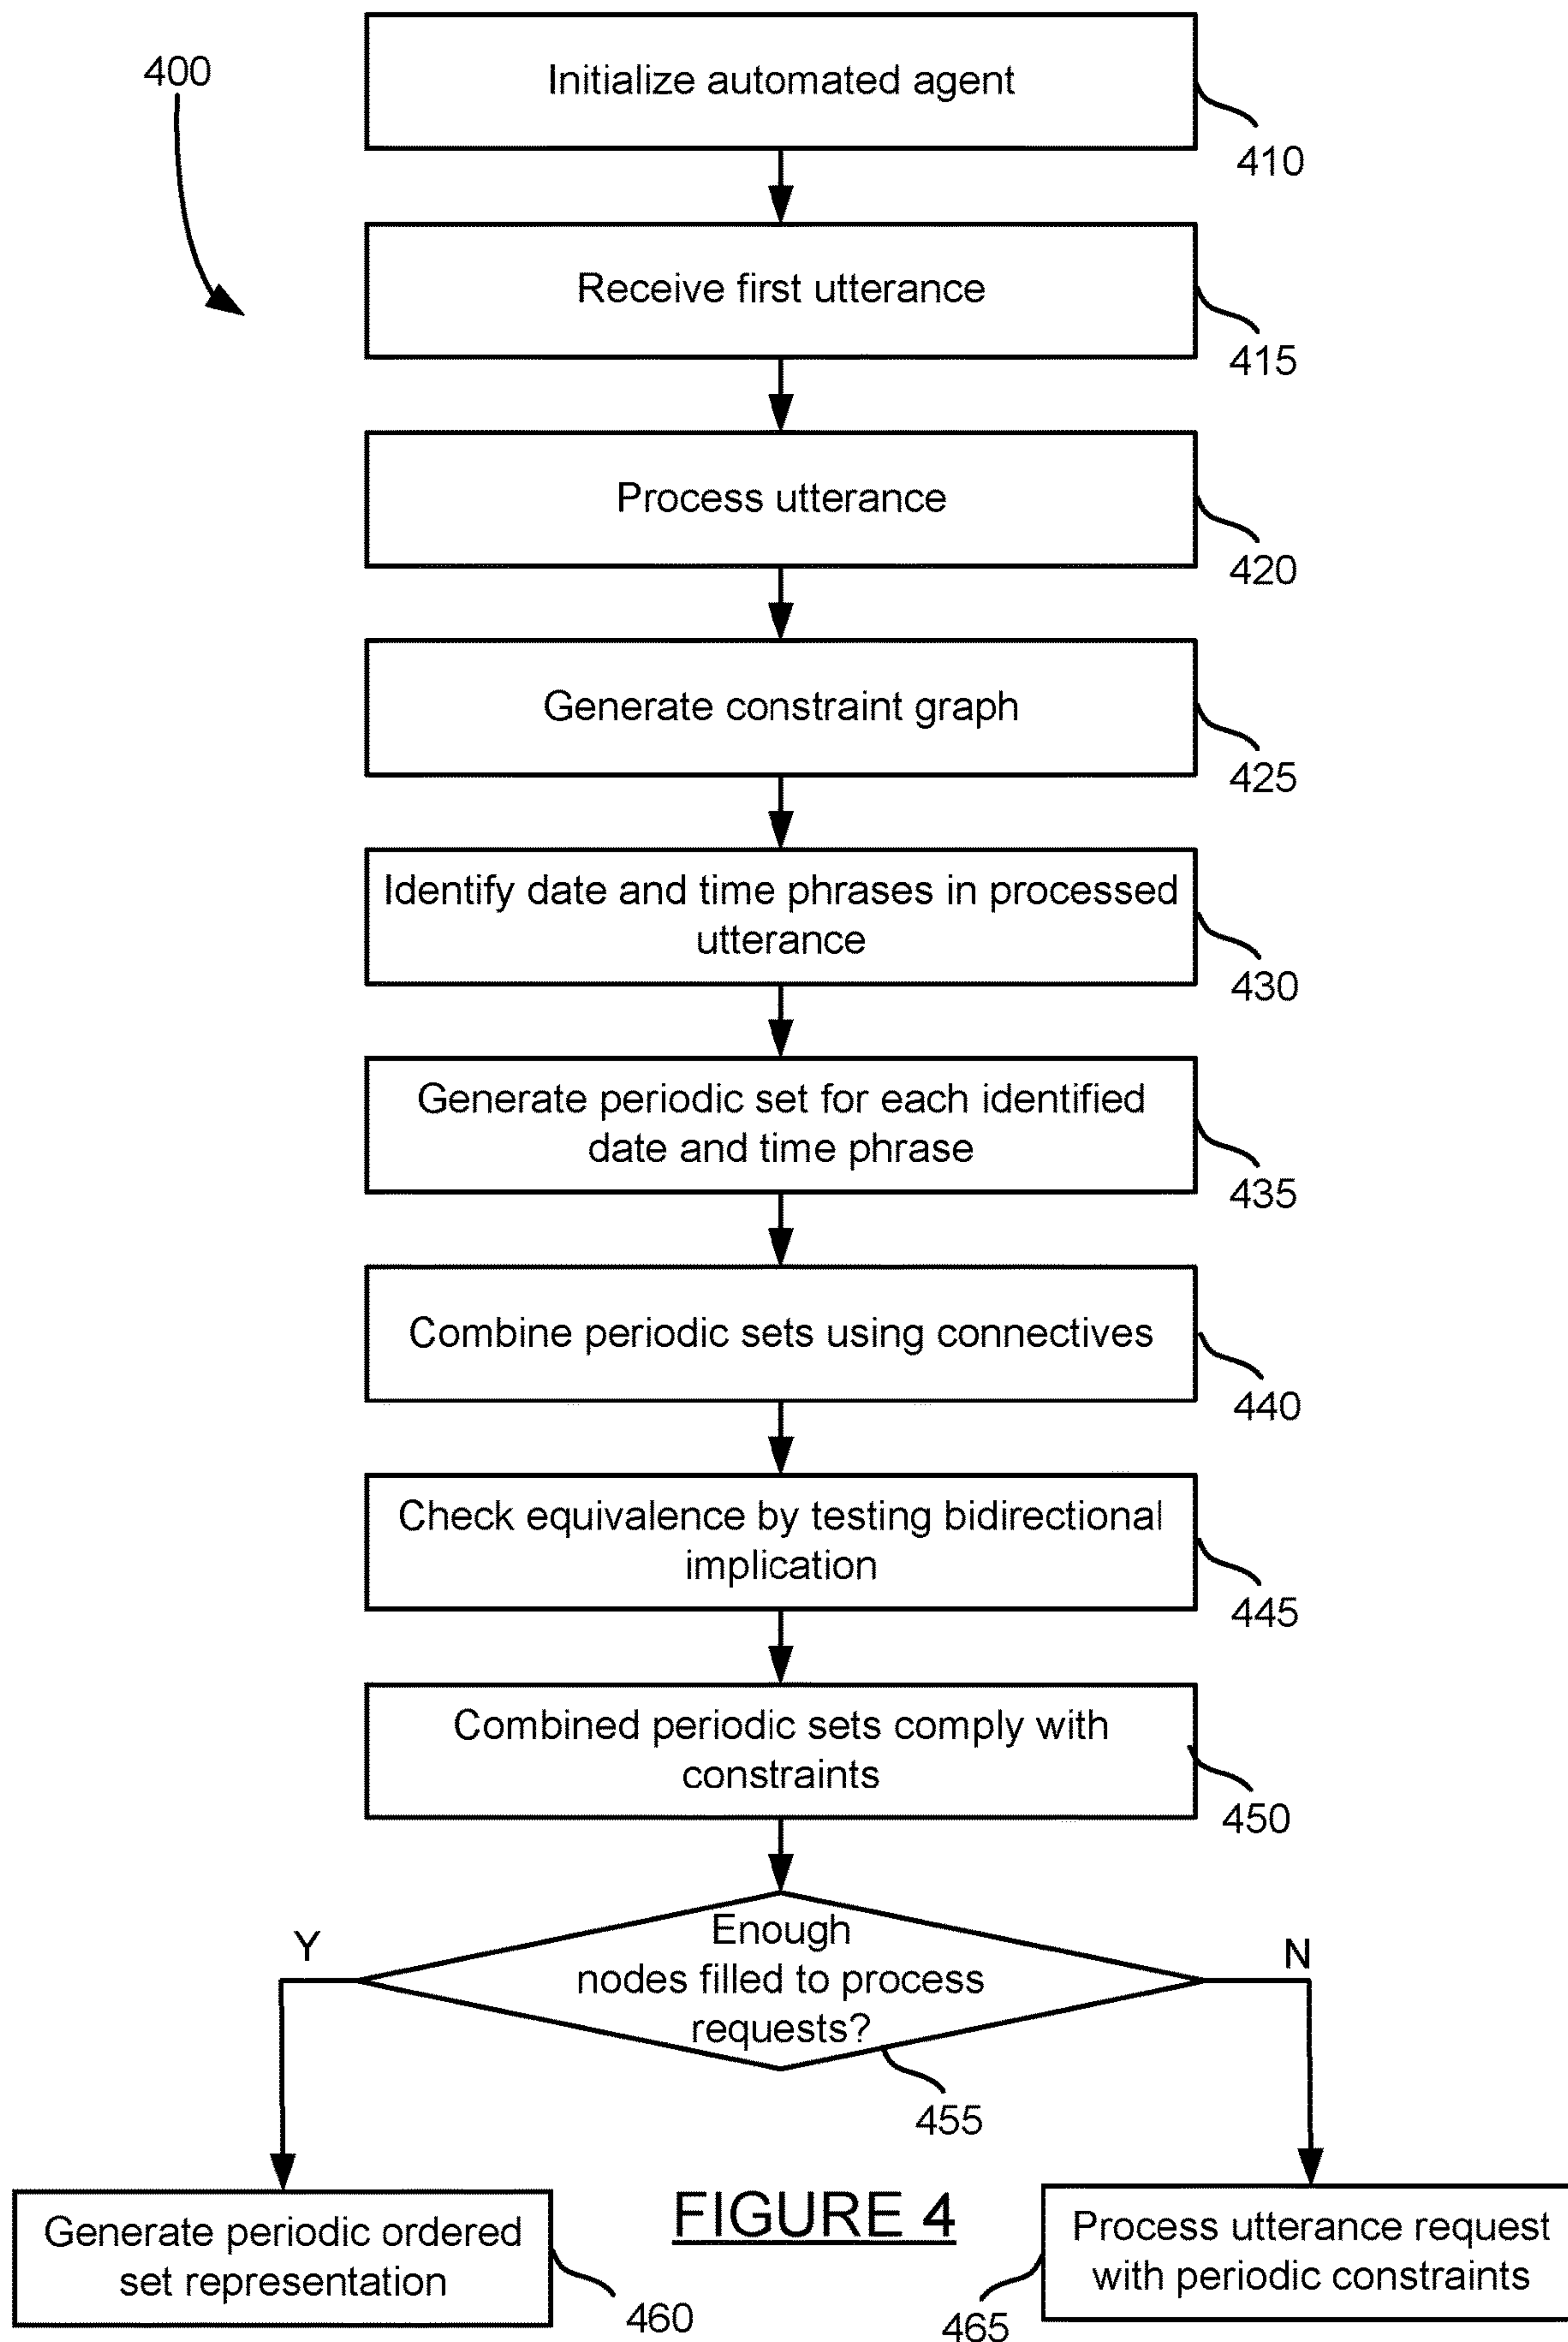 400
Initialize automated agent
410
Receive first utterance
415
Process utterance
420
Generate constraint graph
425
Identify date and time phrases in processed
utterance
430
Generate periodic set for each identified
date and time phrase
435
Combine periodic sets using connectives
440
Check equivalence by testing bidirectional
implication
445
Combined periodic sets comply with
constraints
450
Enough
nodes filled to process
requests?
Y
N
455
Generate periodic ordered
set representation
460
FIGURE 4
Process utterance request
with periodic constraints
465